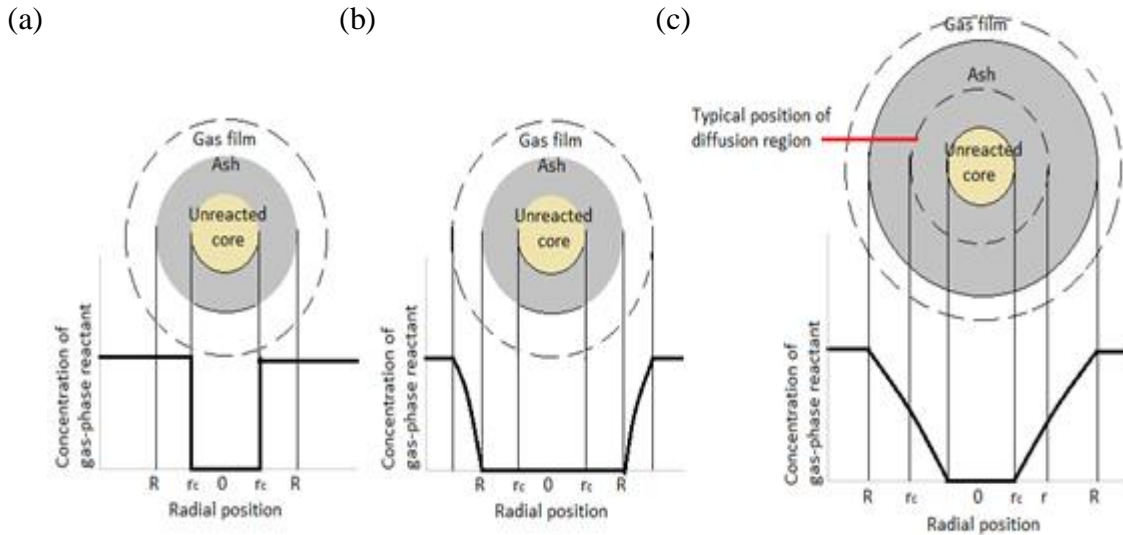 (a)
(b)
(c)
Gas film
Ash
Unreacted
core
Concentration of
gas-phase reactant
R
rc
0
rc
R
Radial position
Gas film
Ash
Unreacted
core
Concentration of
gas-phase reactant
R
rc
0
rc
R
Radial position
Gas film
Ash
Typical position of
diffusion region
Unreacted
core
Concentration of
gas-phase reactant
R
rc
0
rc
r
R
Radial position